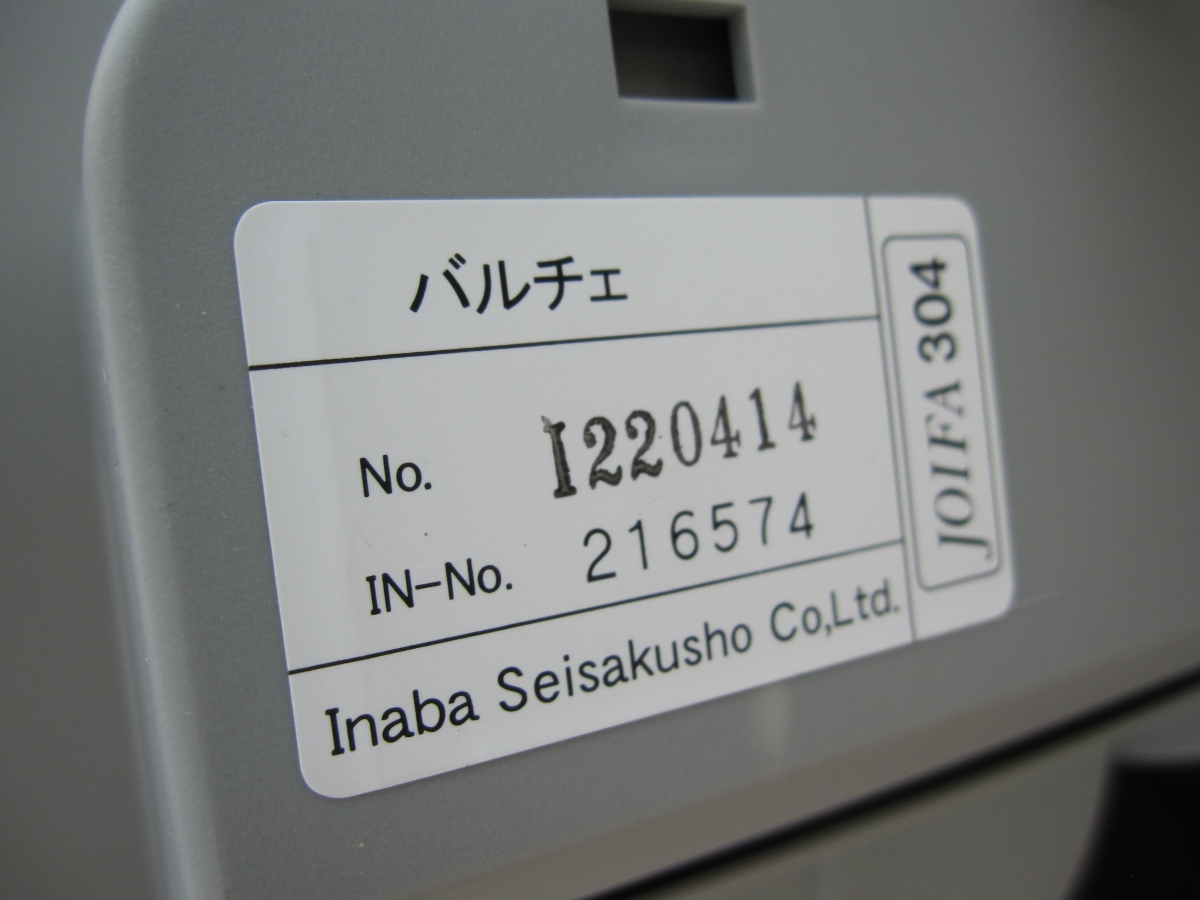 バルチェ
No. I220414
IN-No. 216574
Inaba Seisakusho Co,Ltd.
JOIFA 304